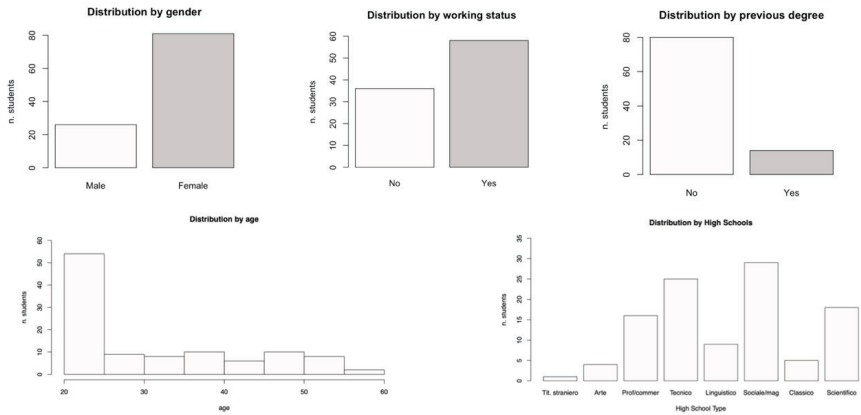 Distribution by gender
n. students
0 20 40 60 80
Male Female
Distribution by working status
n. students
0 10 20 30 40 50 60
No Yes
Distribution by previous degree
n. students
0 20 40 60 80
No Yes
Distribution by age
n. students
0 10 20 30 40 50 60
20 30 40 50 60
age
Distribution by High Schools
n. students
0 5 10 15 20 25 30 35
Tit. straniero Arte Prof/commer Tecnico Linguistico Sociale/mag Classico Scientifico
High School Type